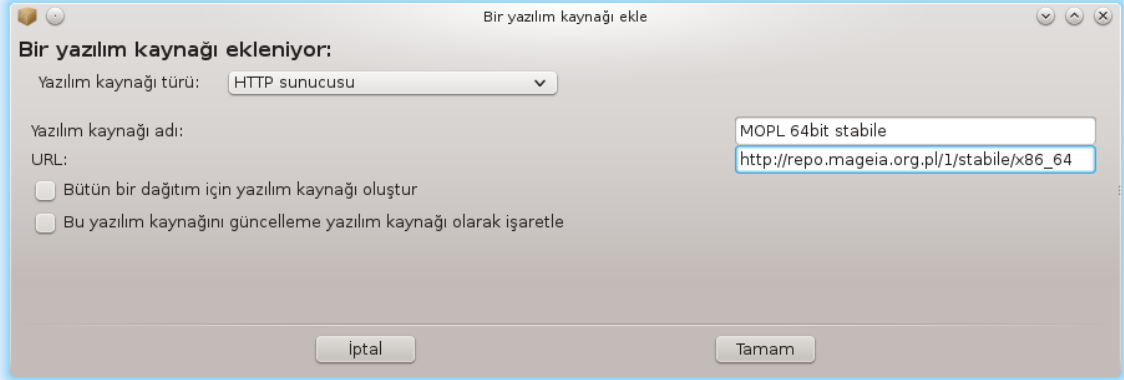 Bir yazılım kaynağı ekle
Bir yazılım kaynağı ekleniyor:
Yazılım kaynağı türü: HTTP sunucusu
Yazılım kaynağı adı: MOPL 64bit stabile
URL: http://repo.mageia.org.pl/1/stabile/x86_64
Bütün bir dağıtım için yazılım kaynağı oluştur
Bu yazılım kaynağını güncelleme yazılım kaynağı olarak işaretle
İptal Tamam